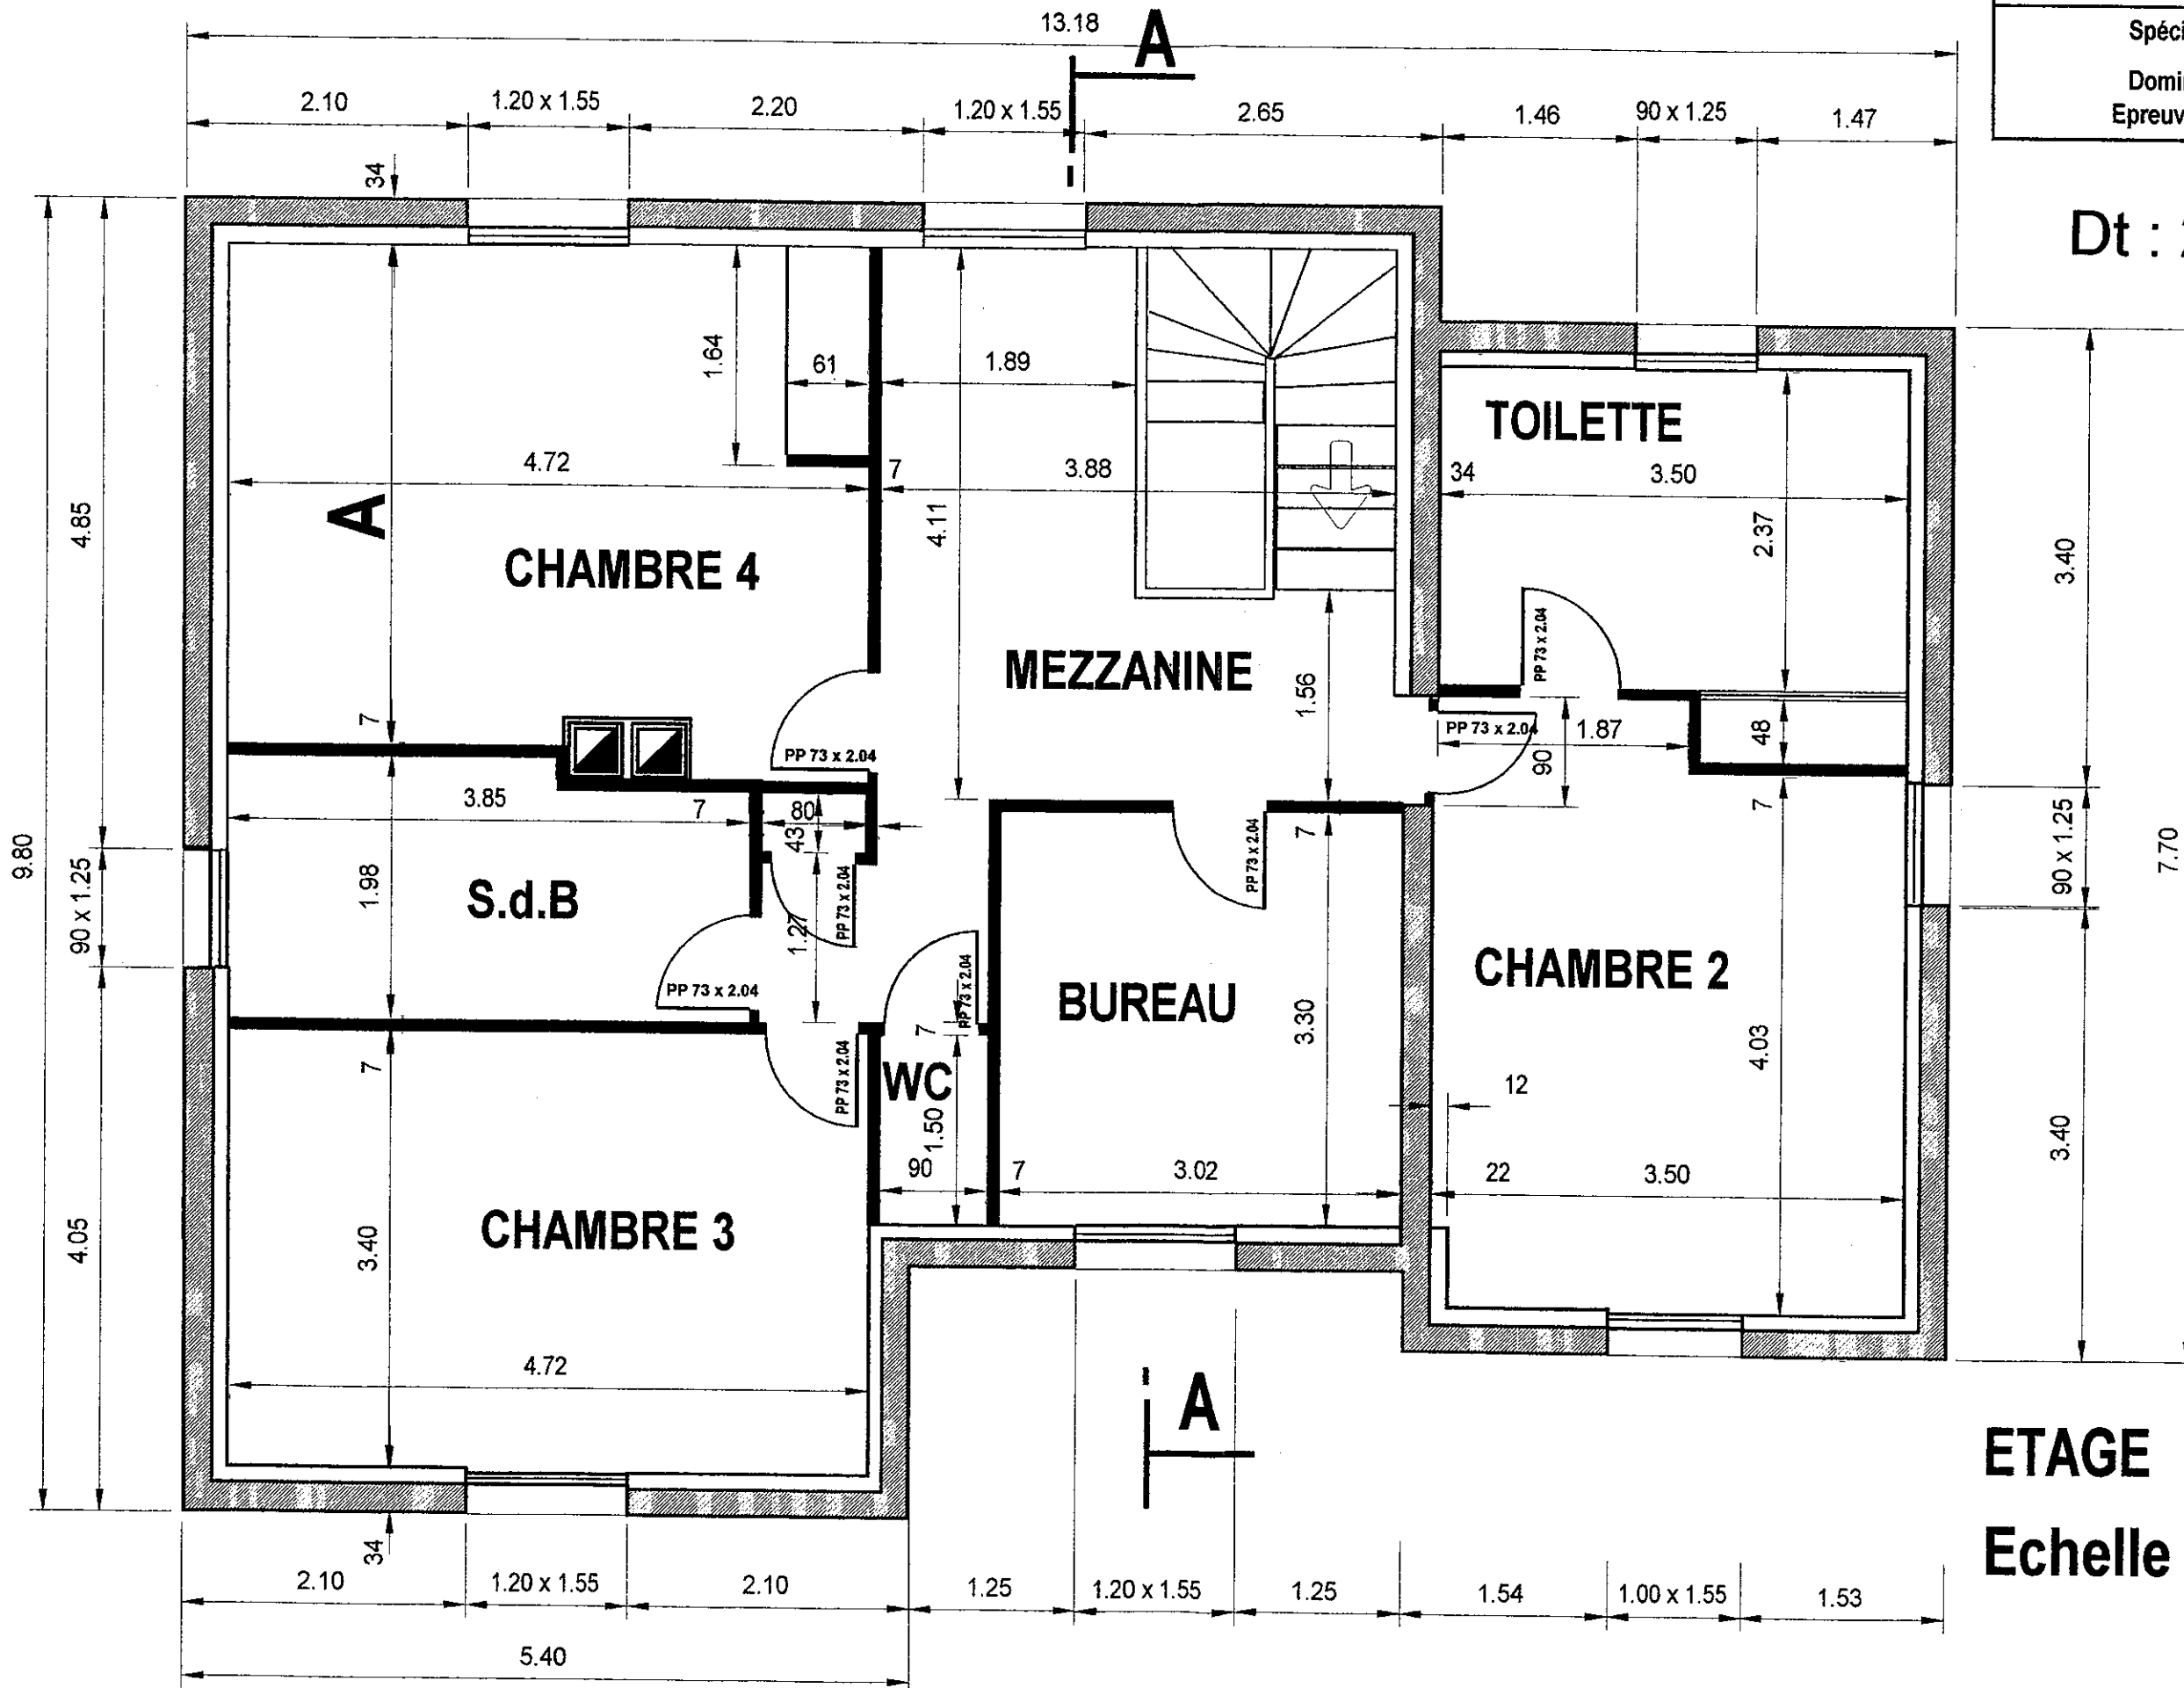 13.18
A
Spéci
Domi
Epreuv
2.10
1.20 x 1.55
2.20
1.20 x 1.55
2.65
1.46
90 x 1.25
1.47
34
Dt :
4.85
9.80
90 x 1.25
4.05
1.64
61
1.89
4.72
7
3.88
4.11
A
CHAMBRE 4
TOILETTE
34
3.50
2.37
3.40
MEZZANINE
1.56
PP 73 x 2.04
PP 73 x 2.04
1.87
90
48
7
PP 73 x 2.04
7
3.85
7
80
43
1.98
S.d.B
1.27
PP 73 x 2.04
PP 73 x 2.04
PP 73 x 2.04
PP 73 x 2.04
7
7
BUREAU
3.30
CHAMBRE 2
4.03
90 x 1.25
7.70
3.40
7
PP 73 x 2.04
PP 73 x 2.04
WC
1.50
90
7
3.02
12
22
3.50
CHAMBRE 3
3.40
4.72
A
ETAGE
Echelle
34
2.10
1.20 x 1.55
2.10
1.25
1.20 x 1.55
1.25
1.54
1.00 x 1.55
1.53
5.40